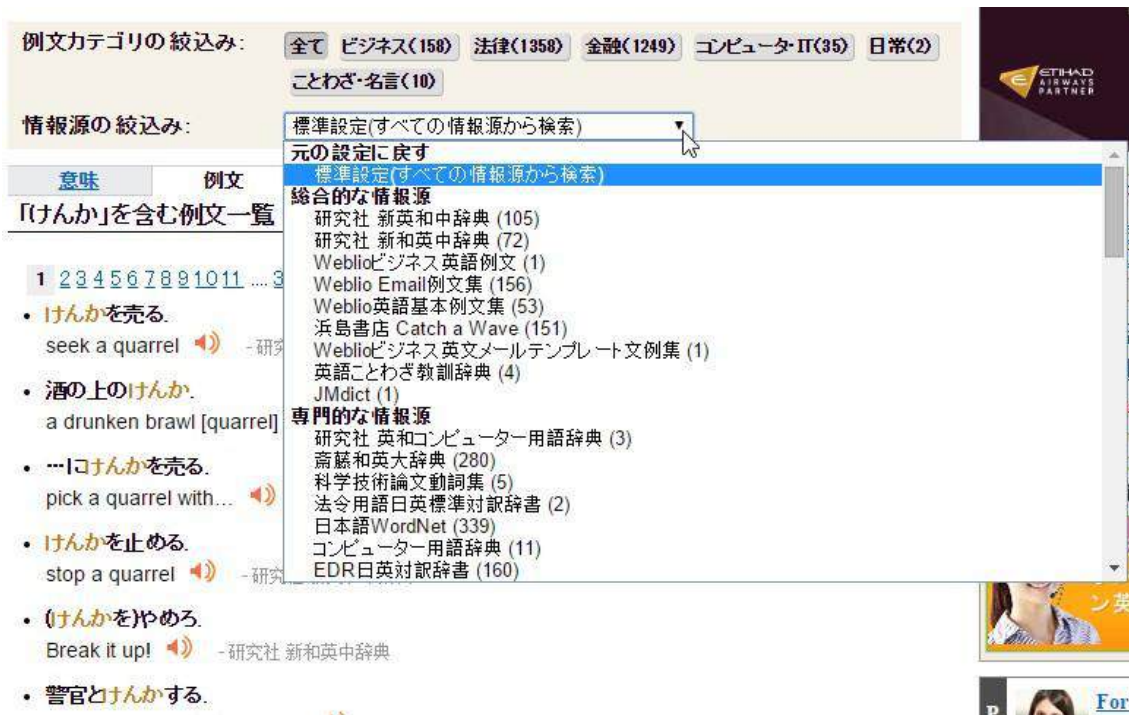 例文カテゴリの絞込み:
全て ビジネス(158) 法律(1358) 金融(1249) コンピュータ・IT(35) 日常(2)
ことわざ・名言(10)
情報源の絞込み:
標準設定(すべての情報源から検索)
元の設定に戻す
標準設定(すべての情報源から検索)
総合的な情報源
研究社 新英和中辞典 (105)
研究社 新和英中辞典 (72)
Weblioビジネス英語例文 (1)
Weblio Email例文集 (156)
Weblio英語基本例文集 (53)
浜島書店 Catch a Wave (151)
Weblioビジネス英文メールテンプレート文例集 (1)
英語ことわざ教訓辞典 (4)
JMdict (1)
専門的な情報源
研究社 英和コンピューター用語辞典 (3)
斎藤和英大辞典 (280)
科学技術論文動詞集 (5)
法令用語日英標準対訳辞書 (2)
日本語WordNet (339)
コンピューター用語辞典 (11)
EDR日英対訳辞書 (160)
意味 例文
「けんか」を含む例文一覧
1 2 3 4 5 6 7 8 9 10 11 .... 3
・ けんかを売る.
seek a quarrel - 研
・ 酒の上のけんか.
a drunken brawl [quarrel]
・ …にけんかを売る.
pick a quarrel with…
・ けんかを止める.
stop a quarrel - 研究
・ (けんかを)やめろ.
Break it up! - 研究社 新和英中辞典
・ 警官とけんかする.
ETIHAD
AIRWAYS
PARTNER
ン英
For